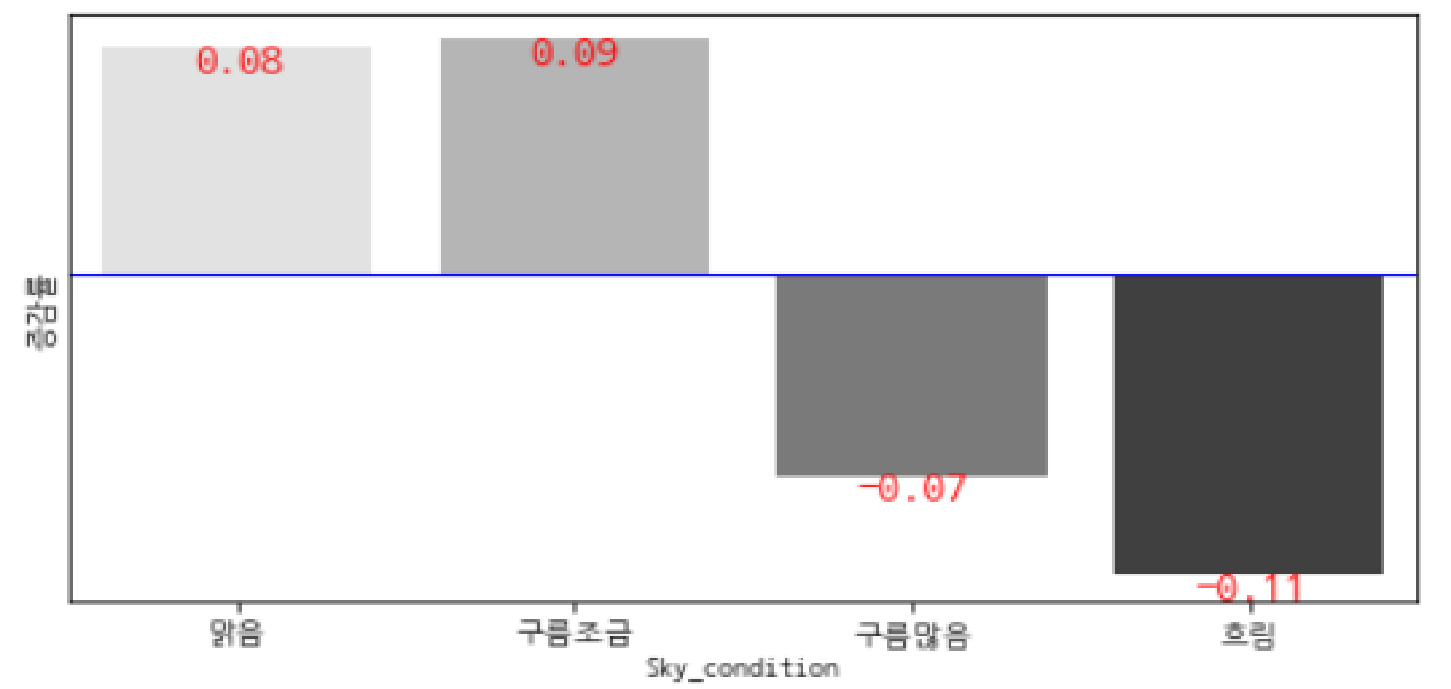 0.08
0.09
-0.07
-0.11
증감률
맑음
구름조금
구름많음
흐림
Sky_condition